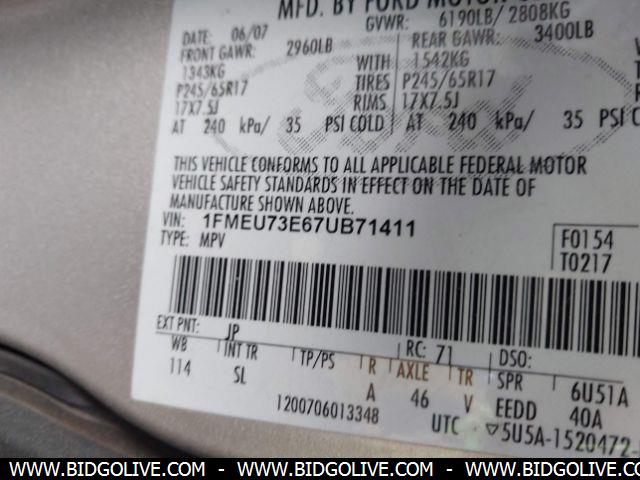 MFD. BY FORD MOTOR
DATE: 06/07 GVWR: 6190LB/ 2808KG
FRONT GAWR: 2960LB REAR GAWR: 3400LB
1343KG WITH 1542KG
P245/65R17 TIRES P245/65R17
17X7.5J RIMS 17X7.5J
AT 240 kPa/ 35 PSI COLD AT 240 kPa/ 35 PSI
THIS VEHICLE CONFORMS TO ALL APPLICABLE FEDERAL MOTOR
VEHICLE SAFETY STANDARDS IN EFFECT ON THE DATE OF
MANUFACTURE SHOWN ABOVE.
VIN: 1FMEU73E67UB71411
TYPE: MPV
F0154
T0217
EXT PNT: JP RC: 71 DSO:
WB INT TR TP/PS R AXLE TR SPR 6U51A
114 SL A 46 V EEDD 40A
1200706013348 UTC ▽5U5A-1520472-
WWW.BIDGOLIVE.COM - WWW.BIDGOLIVE.COM - WWW.BIDGOLIVE.COM